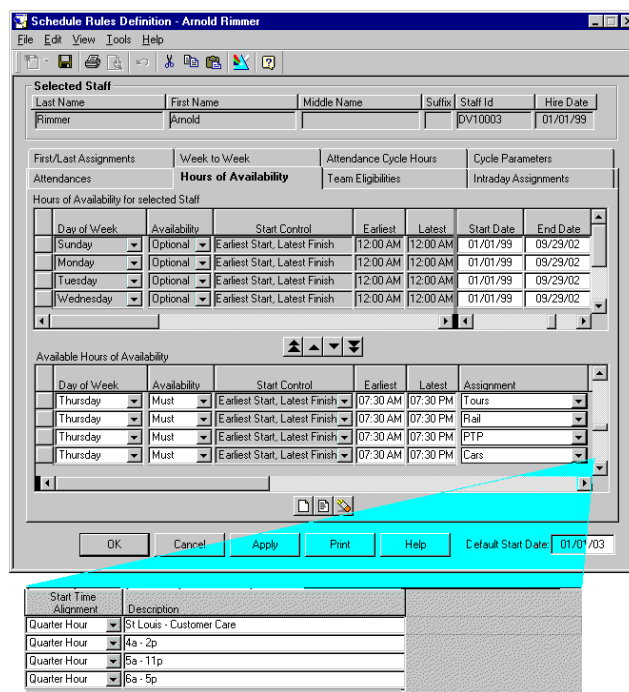 Schedule Rules Definition - Arnold Rimmer
File Edit View Tools Help
Selected Staff
Last Name First Name Middle Name Suffix Staff Id Hire Date
Rimmer Arnold DV10003 01/01/99
First/Last Assignments Week to Week Attendance Cycle Hours Cycle Parameters
Attendances Hours of Availability Team Eligibilities Intraday Assignments
Hours of Availability for selected Staff
Day of Week Availability Start Control Earliest Latest Start Date End Date
Sunday Optional Earliest Start, Latest Finish 12:00 AM 12:00 AM 01/01/99 09/29/02
Monday Optional Earliest Start, Latest Finish 12:00 AM 12:00 AM 01/01/99 09/29/02
Tuesday Optional Earliest Start, Latest Finish 12:00 AM 12:00 AM 01/01/99 09/29/02
Wednesday Optional Earliest Start, Latest Finish 12:00 AM 12:00 AM 01/01/99 09/29/02
Available Hours of Availability
Day of Week Availability Start Control Earliest Latest Assignment
Thursday Must Earliest Start, Latest Finish 07:30 AM 07:30 PM Tours
Thursday Must Earliest Start, Latest Finish 07:30 AM 07:30 PM Rail
Thursday Must Earliest Start, Latest Finish 07:30 AM 07:30 PM PTP
Thursday Must Earliest Start, Latest Finish 07:30 AM 07:30 PM Cars
OK Cancel Apply Print Help Default Start Date: 01/01/03
Start Time
Alignment Description
Quarter Hour St Louis - Customer Care
Quarter Hour 4a - 2p
Quarter Hour 5a - 11p
Quarter Hour 6a - 5p